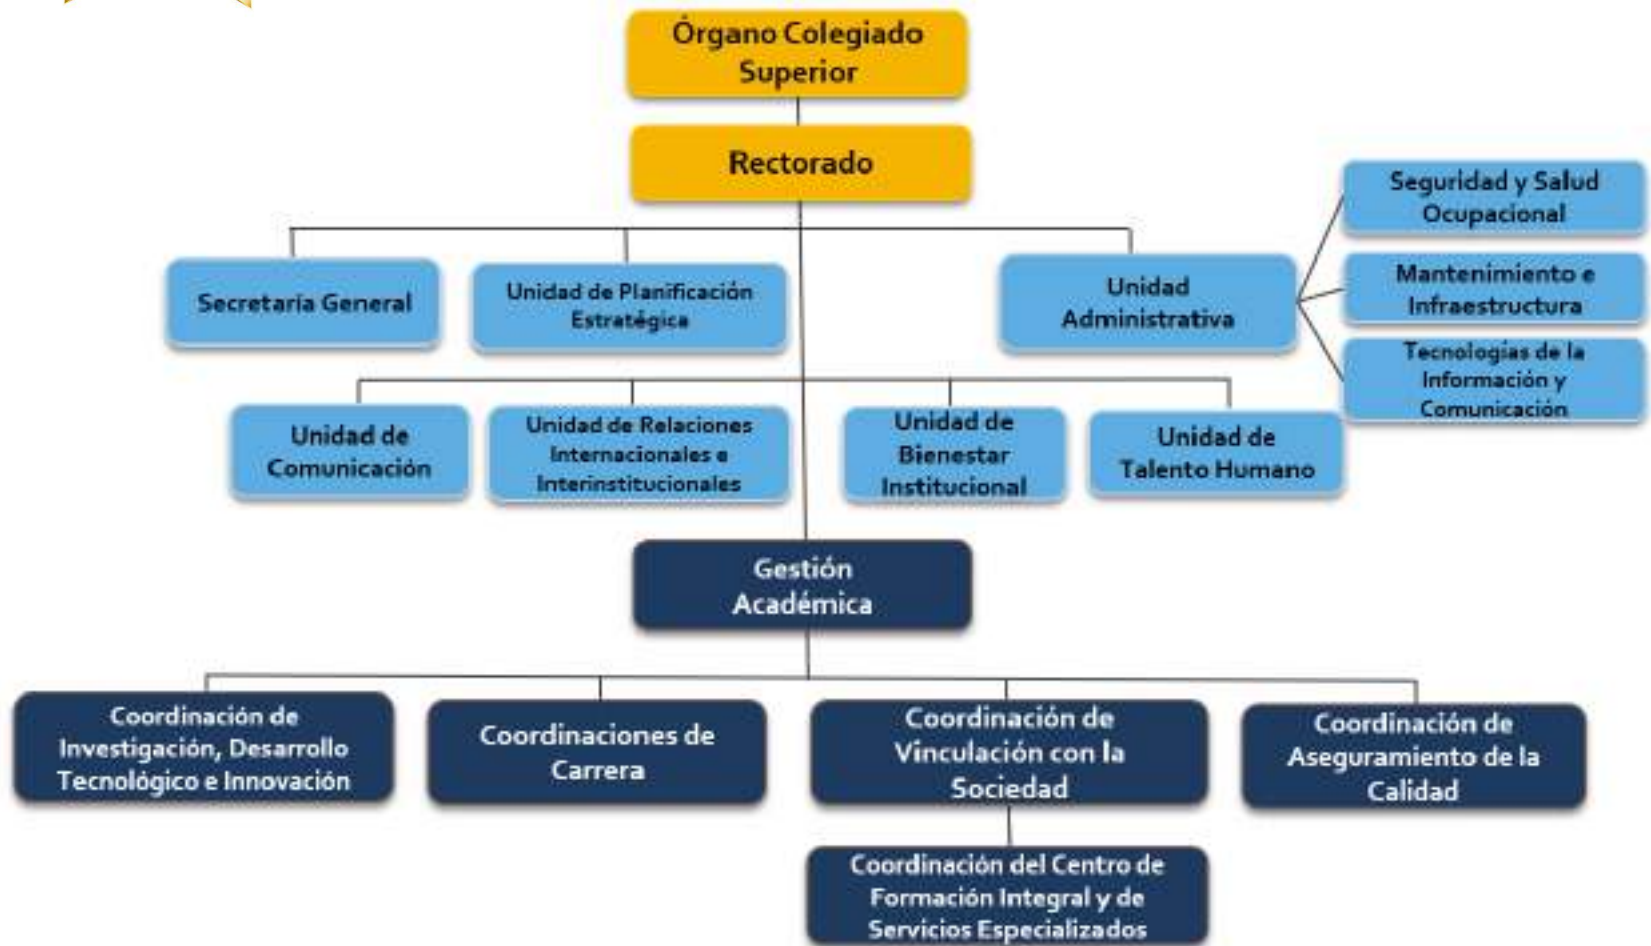 Órgano Colegiado
Superior
Rectorado
Seguridad y Salud
Ocupacional
Mantenimiento e
Infraestructura
Tecnologías de la
Información y
Comunicación
Secretaría General
Unidad de Planificación
Estratégica
Unidad
Administrativa
Unidad de
Comunicación
Unidad de Relaciones
Internacionales e
Interinstitucionales
Unidad de
Bienestar
Institucional
Unidad de
Talento Humano
Gestión
Académica
Coordinación de
Investigación, Desarrollo
Tecnológico e Innovación
Coordinaciones de
Carrera
Coordinación de
Vinculación con la
Sociedad
Coordinación de
Aseguramiento de la
Calidad
Coordinación del Centro de
Formación Integral y de
Servicios Especializados